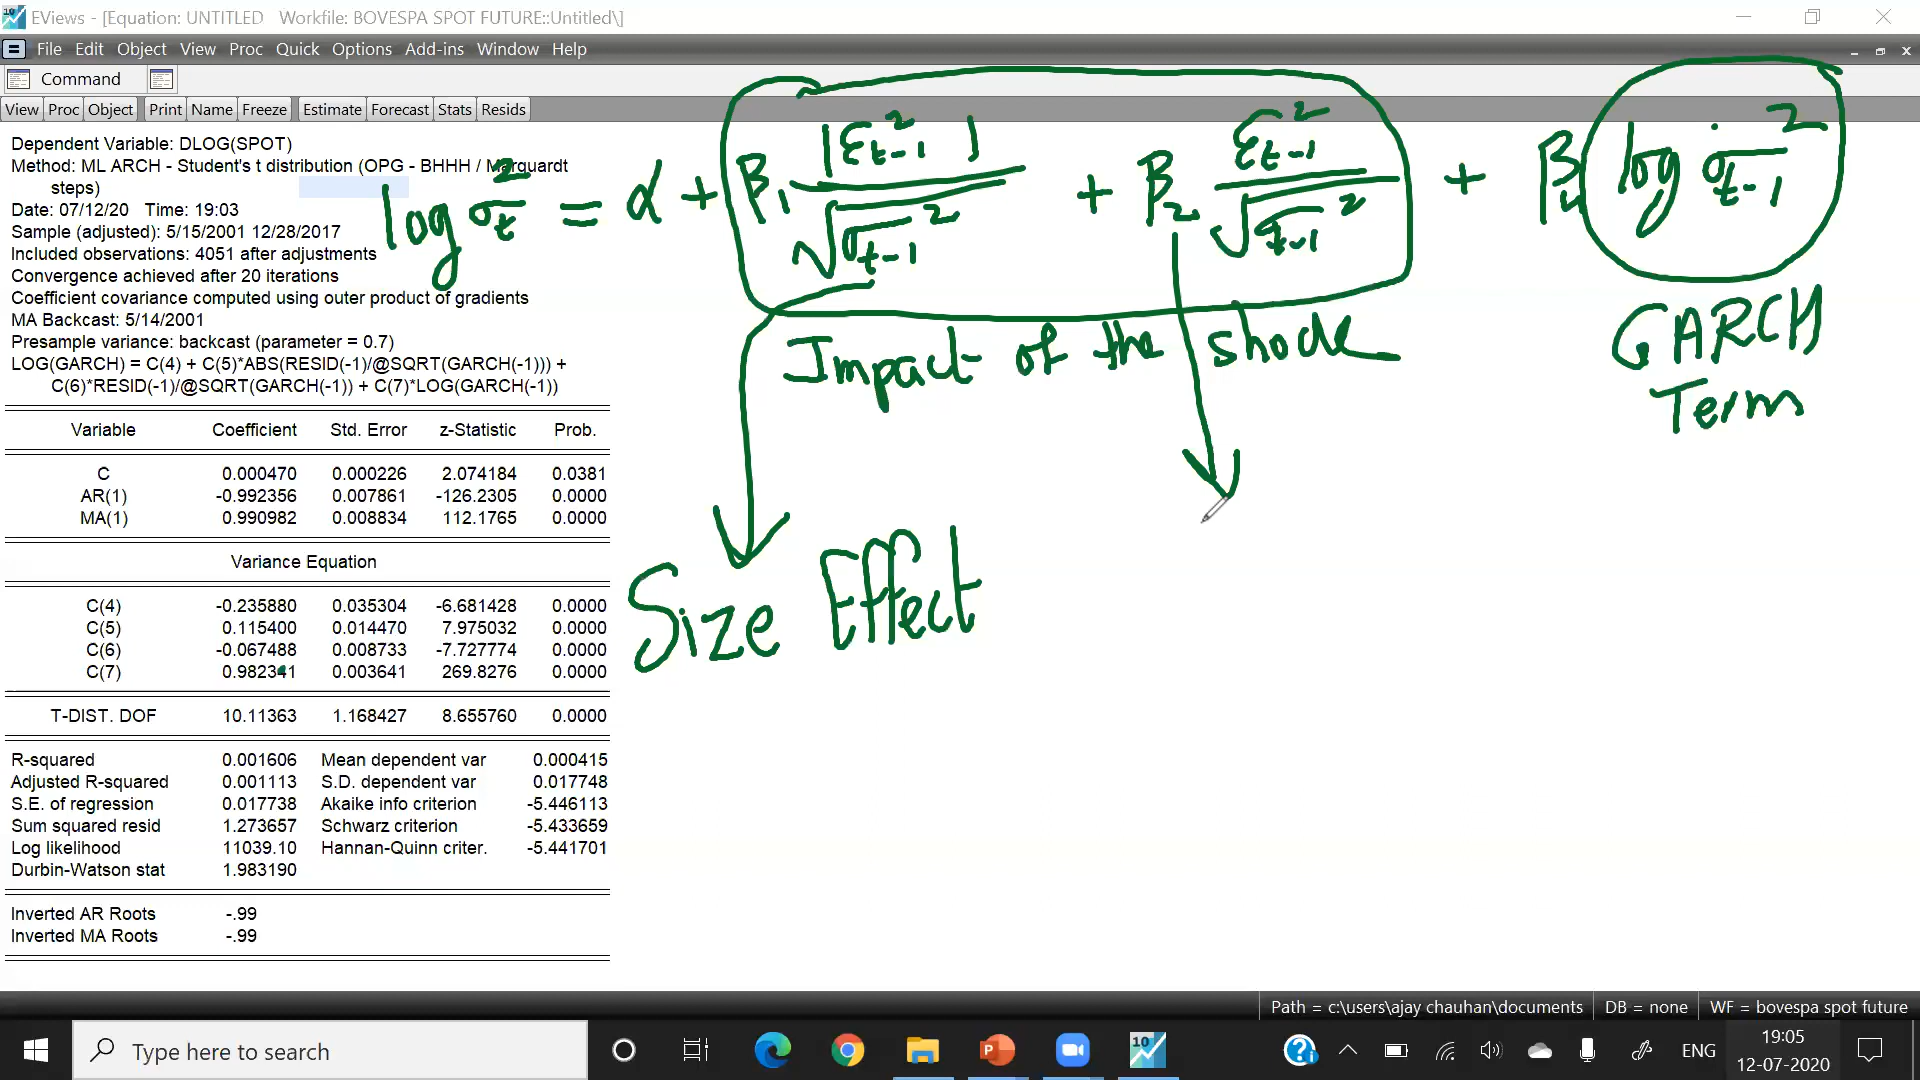 EViews - [Equation: UNTITLED   Workfile: BOVESPA SPOT FUTURE::Untitled\]
File Edit Object View Proc Quick Options Add-ins Window Help
Command
View Proc Object Print Name Freeze Estimate Forecast Stats Resids
Dependent Variable: DLOG(SPOT)
Method: ML ARCH - Student's t distribution (OPG - BHHH / Marquardt
steps)
Date: 07/12/20   Time: 19:03
Sample (adjusted): 5/15/2001 12/28/2017
Included observations: 4051 after adjustments
Convergence achieved after 20 iterations
Coefficient covariance computed using outer product of gradients
MA Backcast: 5/14/2001
Presample variance: backcast (parameter = 0.7)
LOG(GARCH) = C(4) + C(5)*ABS(RESID(-1)/@SQRT(GARCH(-1))) +
C(6)*RESID(-1)/@SQRT(GARCH(-1)) + C(7)*LOG(GARCH(-1))
Variable Coefficient Std. Error z-Statistic Prob.
C 0.000470 0.000226 2.074184 0.0381
AR(1) -0.992356 0.007861 -126.2305 0.0000
MA(1) 0.990982 0.008834 112.1765 0.0000
Variance Equation
C(4) -0.235880 0.035304 -6.681428 0.0000
C(5) 0.115400 0.014470 7.975032 0.0000
C(6) -0.067488 0.008733 -7.727774 0.0000
C(7) 0.982341 0.003641 269.8276 0.0000
T-DIST. DOF 10.11363 1.168427 8.655760 0.0000
R-squared 0.001606 Mean dependent var 0.000415
Adjusted R-squared 0.001113 S.D. dependent var 0.017748
S.E. of regression 0.017738 Akaike info criterion -5.446113
Sum squared resid 1.273657 Schwarz criterion -5.433659
Log likelihood 11039.10 Hannan-Quinn criter. -5.441701
Durbin-Watson stat 1.983190
Inverted AR Roots -.99
Inverted MA Roots -.99
log σt² = α + β1 |εt-1²| / √σt-1² + β2 εt-1² / √σt-1² + β4 log σt-1²
Impact of the shock
GARCH
Term
Size Effect
Path = c:\users\ajay chauhan\documents DB = none WF = bovespa spot future
Type here to search
ENG
19:05
12-07-2020